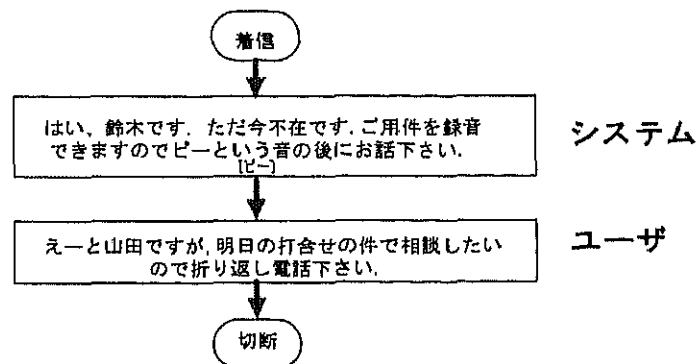 着信
はい、鈴木です．ただ今不在です．ご用件を録音
できますのでピーという音の後にお話下さい．
[ピー]
システム
えーと山田ですが，明日の打合せの件で相談したい
ので折り返し電話下さい．
ユーザ
切断